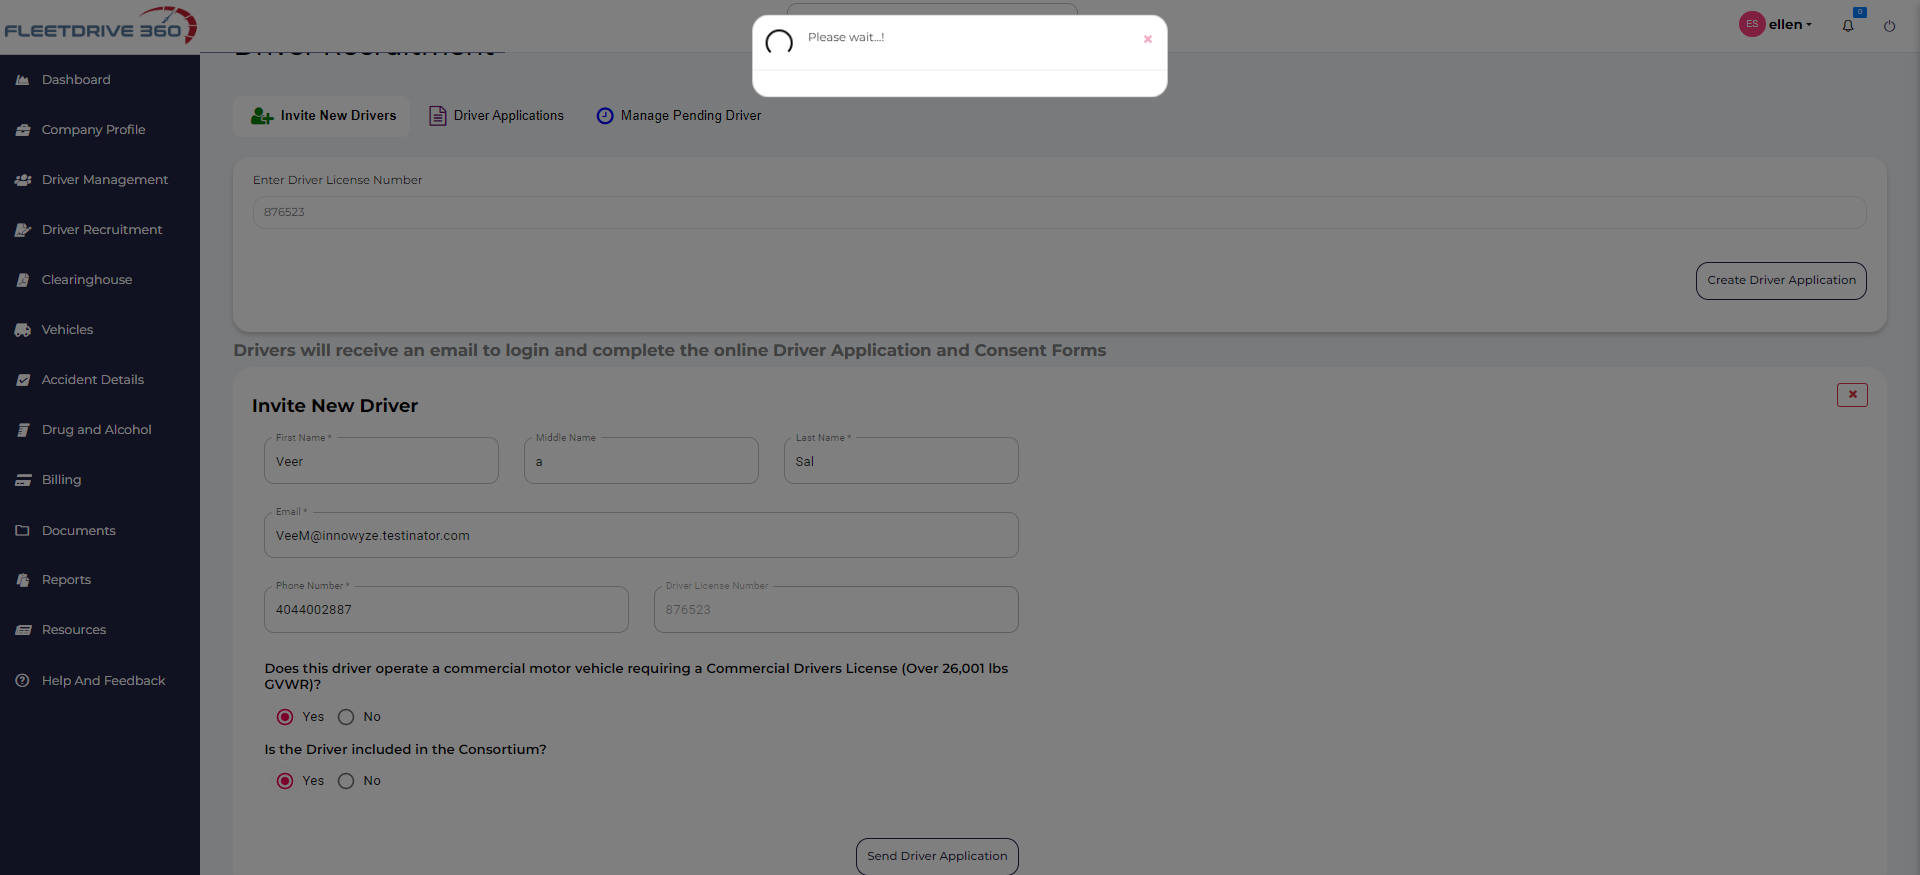 FLEETDRIVE 360
Please wait...!
ES
ellen
0
Driver Recruitment
Dashboard
Company Profile
Driver Management
Driver Recruitment
Clearinghouse
Vehicles
Accident Details
Drug and Alcohol
Billing
Documents
Reports
Resources
Help And Feedback
Invite New Drivers
Driver Applications
Manage Pending Driver
Enter Driver License Number
876523
Create Driver Application
Drivers will receive an email to login and complete the online Driver Application and Consent Forms
Invite New Driver
First Name *
Middle Name
Last Name *
Veer
a
Sal
Email *
VeeM@innowyze.testinator.com
Phone Number *
Driver License Number
4044002887
876523
Does this driver operate a commercial motor vehicle requiring a Commercial Drivers License (Over 26,001 lbs
GVWR)?
Yes
No
Is the Driver included in the Consortium?
Yes
No
Send Driver Application